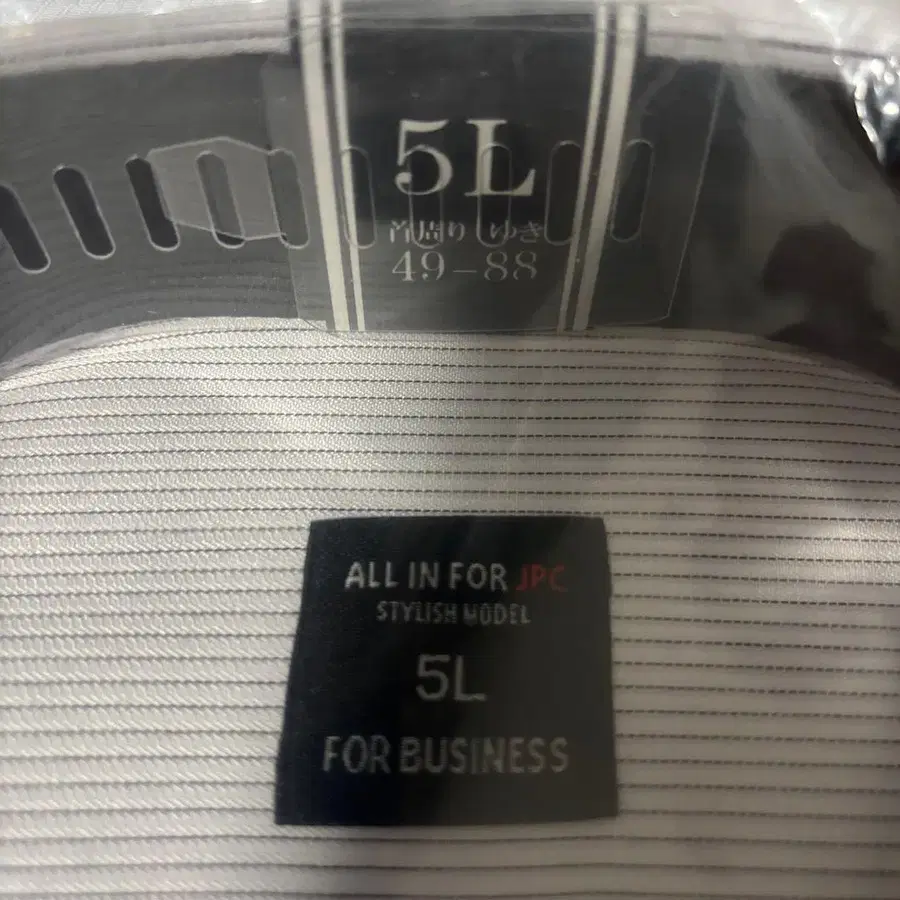 5L
首周り ゆき
49-88
ALL IN FOR JPC
STYLISH MODEL
5L
FOR BUSINESS